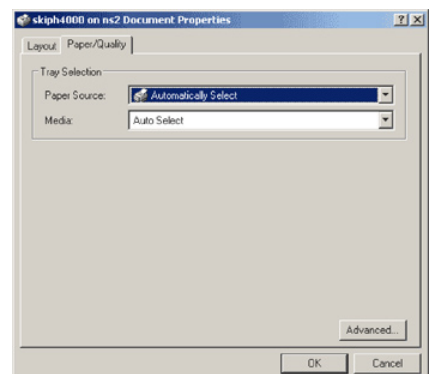 skiph4000 on ns2 Document Properties
Layout Paper/Quality
Tray Selection
Paper Source: Automatically Select
Media: Auto Select
Advanced...
OK Cancel